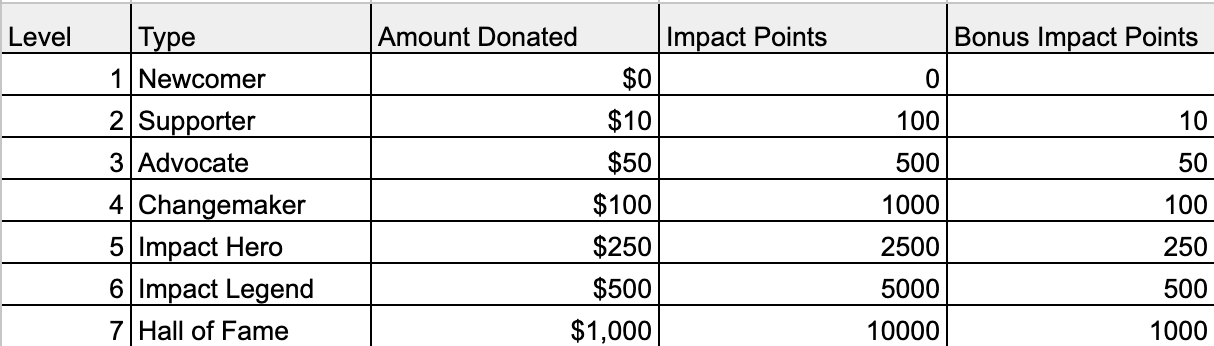 Level Type Amount Donated Impact Points Bonus Impact Points
1 Newcomer $0 0
2 Supporter $10 100 10
3 Advocate $50 500 50
4 Changemaker $100 1000 100
5 Impact Hero $250 2500 250
6 Impact Legend $500 5000 500
7 Hall of Fame $1,000 10000 1000